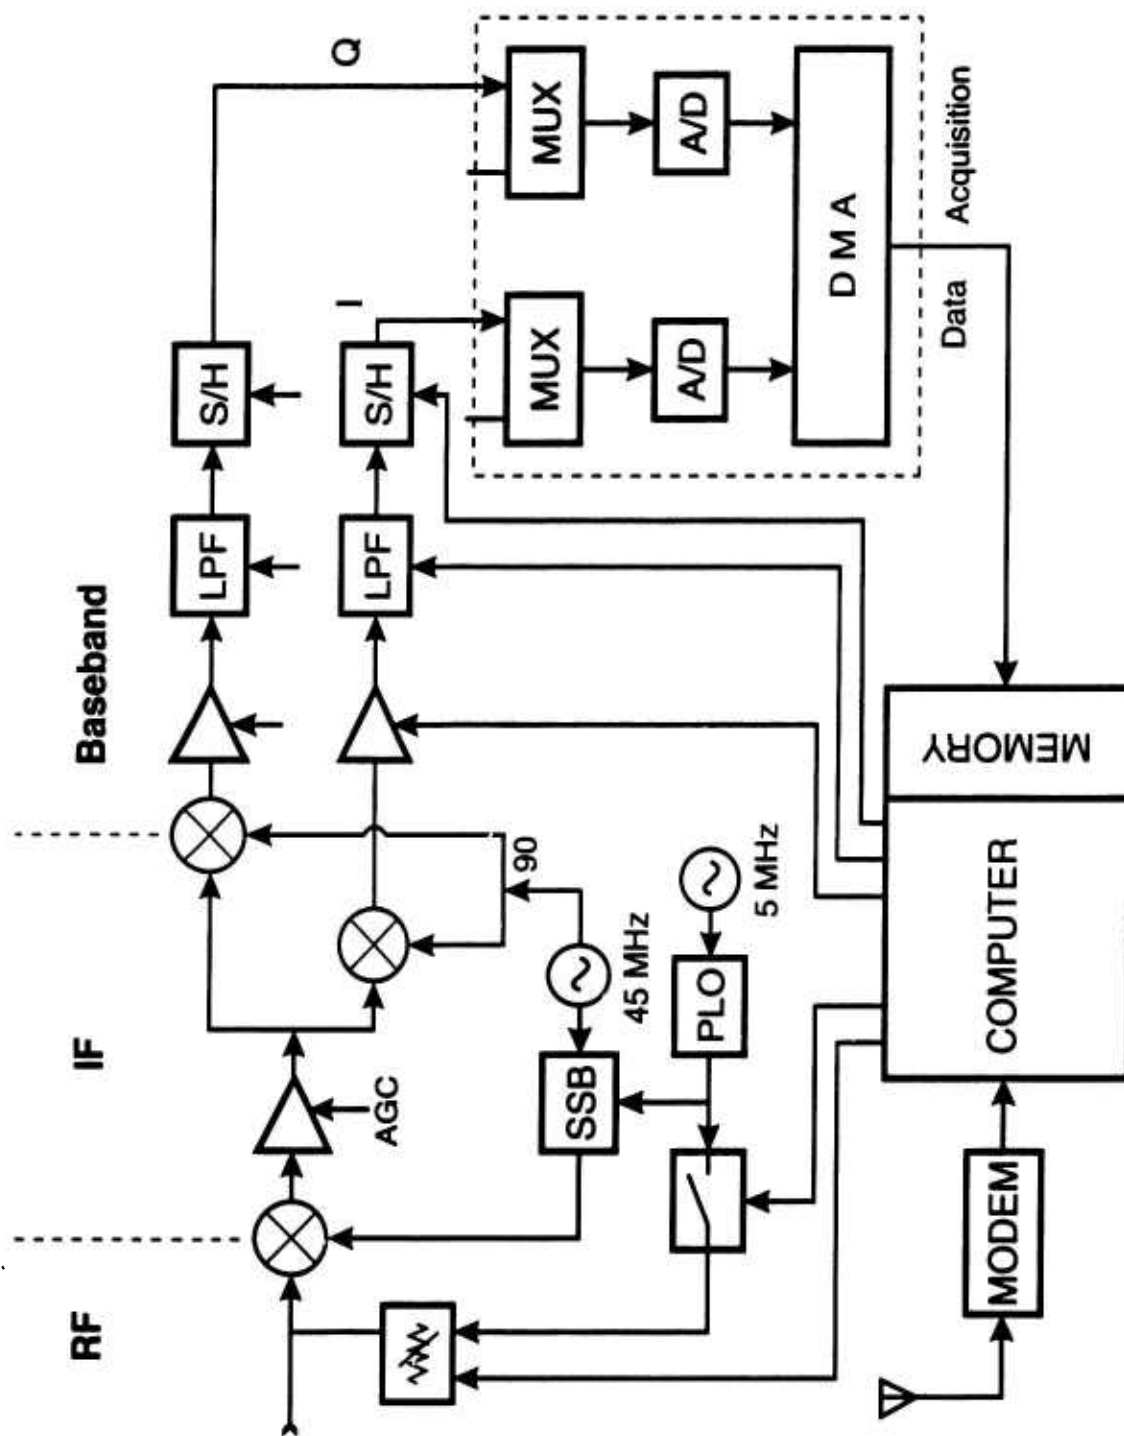 RF
IF
Baseband
Q
S/H
LPF
I
S/H
LPF
AGC
90
45 MHz
5 MHz
SSB
PLO
MUX
MUX
A/D
A/D
DMA
Data Acquisition
MODEM
COMPUTER
MEMORY